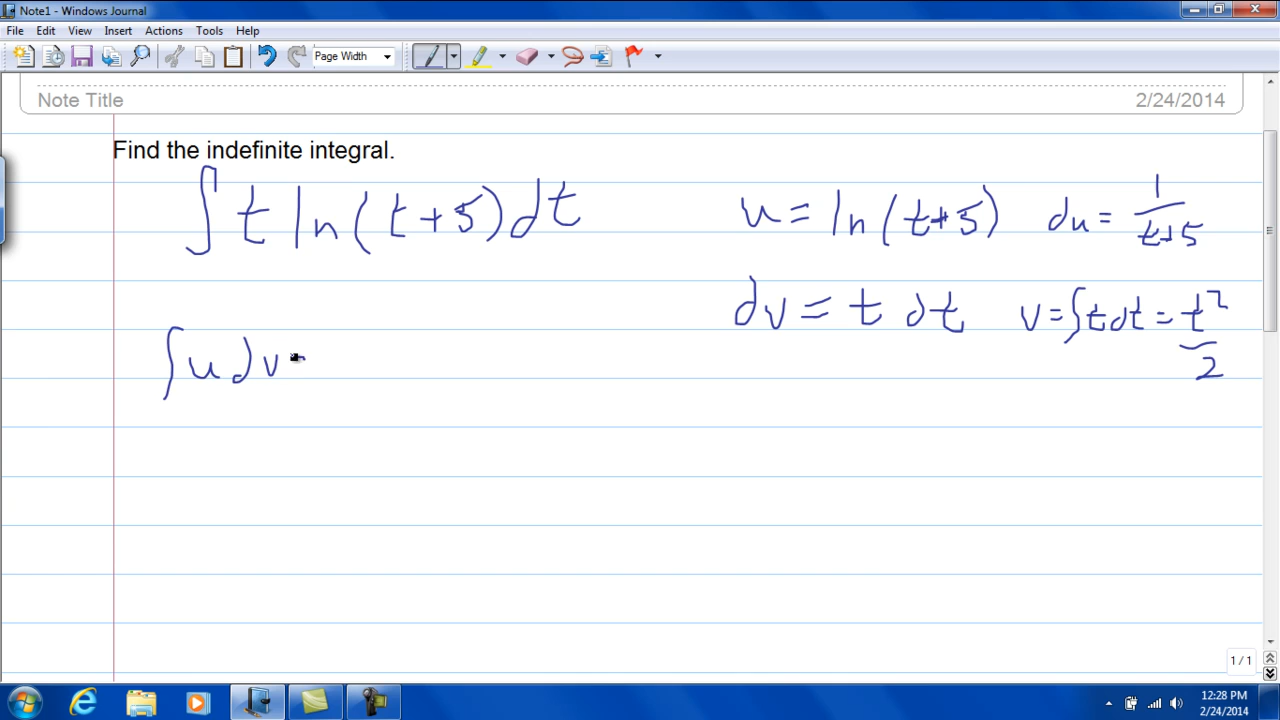 Note1 - Windows Journal
File Edit View Insert Actions Tools Help
Page Width
Note Title
2/24/2014
Find the indefinite integral.
∫ t ln(t+5) dt
u = ln(t+5) du = 1/(t+5)
dv = t dt v = ∫ t dt = t²/2
∫ u dv =
1 / 1
12:28 PM
2/24/2014